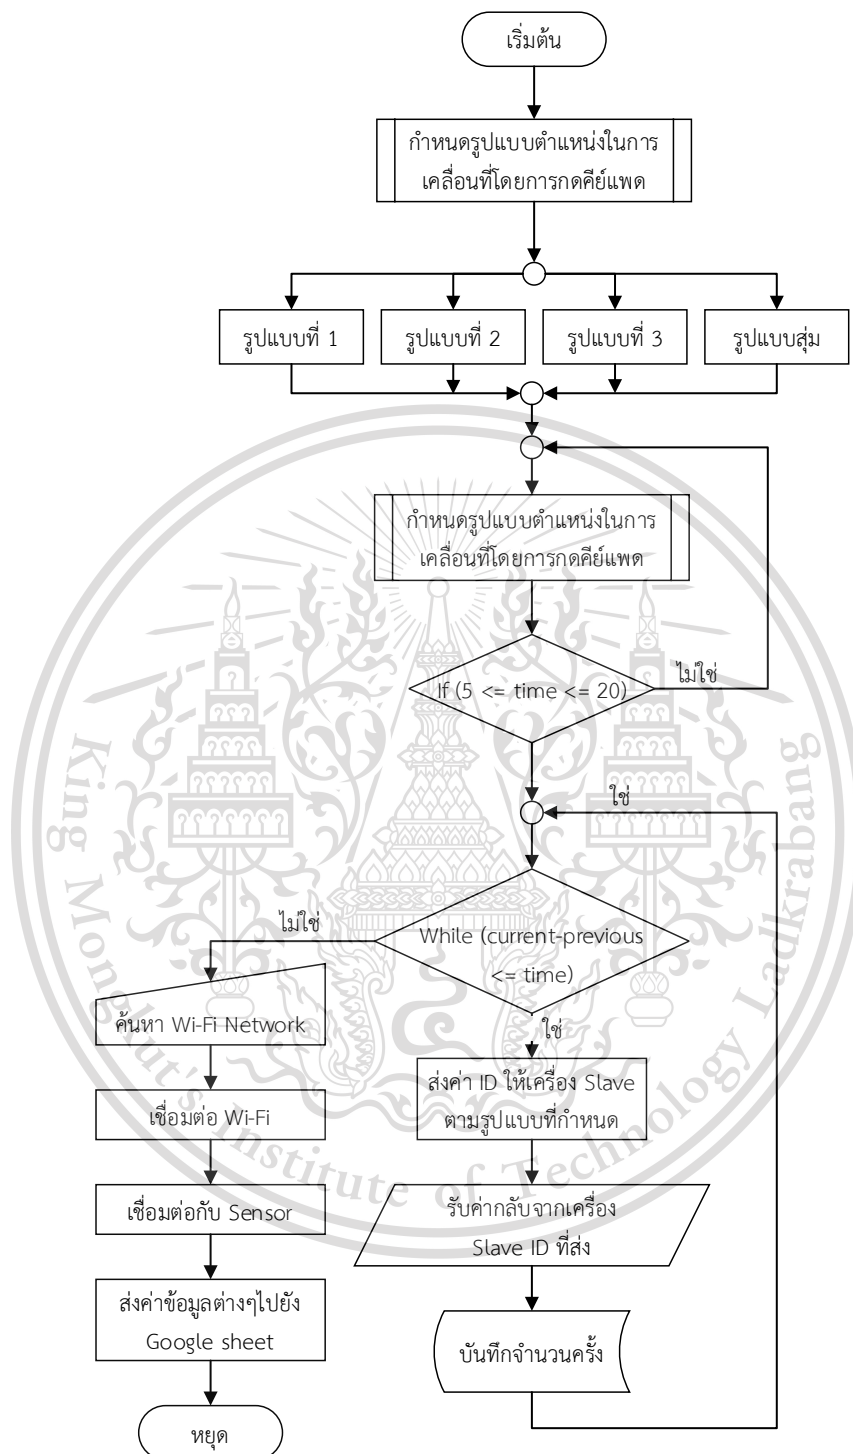 เริ่มต้น
กำหนดรูปแบบตำแหน่งในการ
เคลื่อนที่โดยการกดคีย์แพด
รูปแบบที่ 1
รูปแบบที่ 2
รูปแบบที่ 3
รูปแบบสุ่ม
กำหนดรูปแบบตำแหน่งในการ
เคลื่อนที่โดยการกดคีย์แพด
If (5 <= time <= 20)
ไม่ใช่
ใช่
ไม่ใช่
While (current-previous
<= time)
ใช่
ค้นหา Wi-Fi Network
เชื่อมต่อ Wi-Fi
เชื่อมต่อกับ Sensor
ส่งค่าข้อมูลต่างๆไปยัง
Google sheet
หยุด
ส่งค่า ID ให้เครื่อง Slave
ตามรูปแบบที่กำหนด
รับค่ากลับจากเครื่อง
Slave ID ที่ส่ง
บันทึกจำนวนครั้ง
King Mongkut's Institute of Technology Ladkrabang